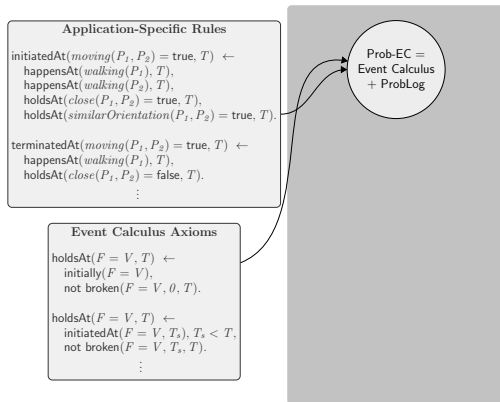 Application-Specific Rules
initiatedAt(moving(P₁, P₂) = true, T) ←
happensAt(walking(P₁), T),
happensAt(walking(P₂), T),
holdsAt(close(P₁, P₂) = true, T),
holdsAt(similarOrientation(P₁, P₂) = true, T).
terminatedAt(moving(P₁, P₂) = true, T) ←
happensAt(walking(P₁), T),
holdsAt(close(P₁, P₂) = false, T).
⋮
Event Calculus Axioms
holdsAt(F = V, T) ←
initially(F = V),
not broken(F = V, 0, T).
holdsAt(F = V, T) ←
initiatedAt(F = V, Tₛ), Tₛ < T,
not broken(F = V, Tₛ, T).
⋮
Prob-EC =
Event Calculus
+ ProbLog